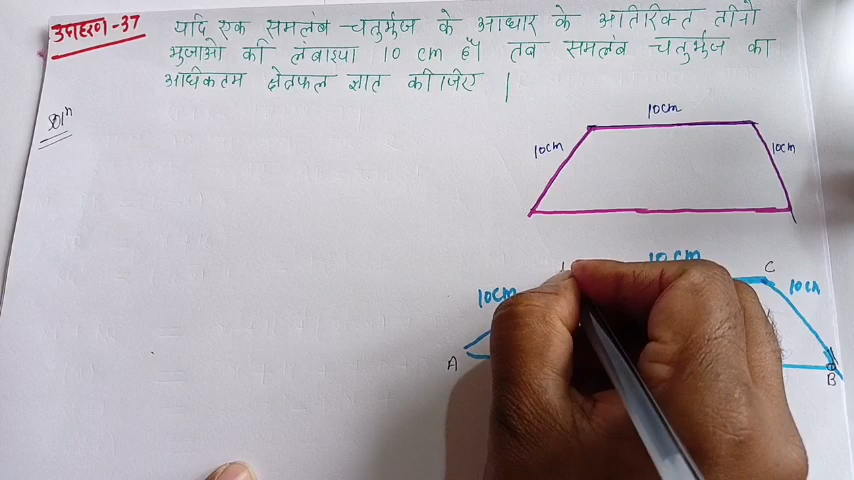 उदाहरण-37
यदि एक समलंब चतुर्भुज के आधार के अतिरिक्त तीनो
भुजाओ की लंबाइया 10 cm है। तब समलंब चतुर्भुज का
अधिकतम क्षेत्रफल ज्ञात कीजिए |
Solⁿ
10cm
10cm
10cm
10cm
C
10cm
10cm
A
B